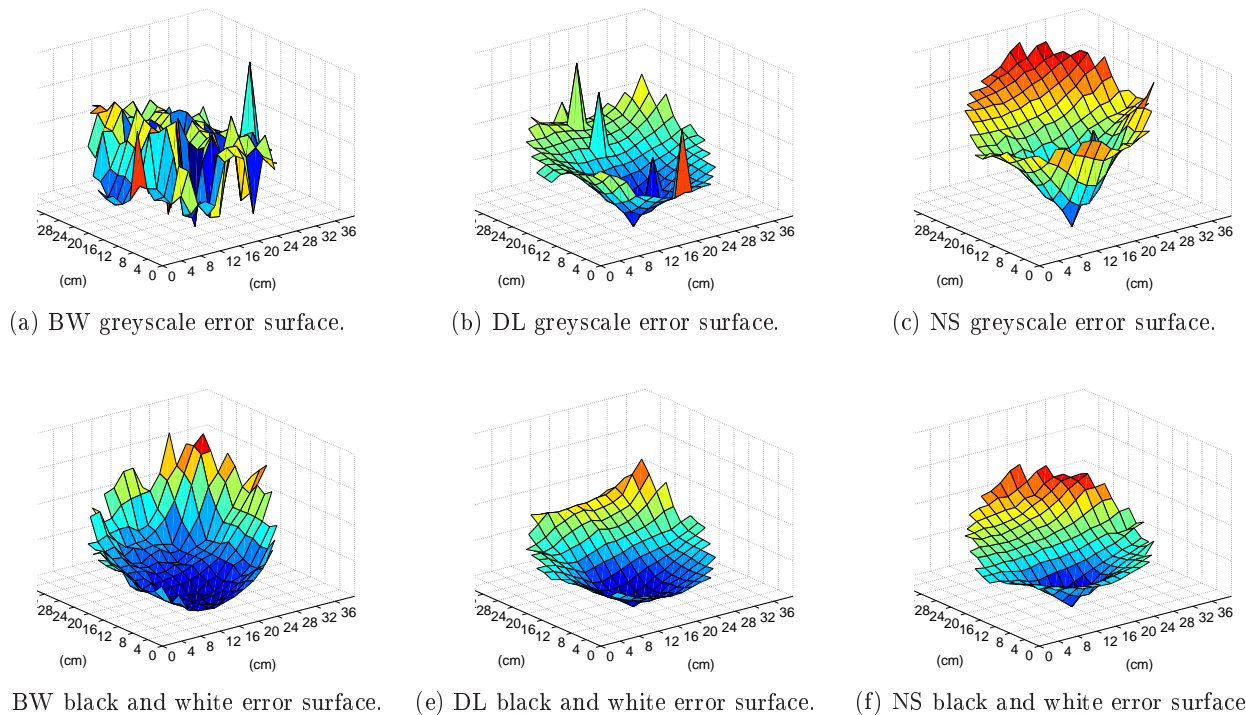 28 24 20 16 12 8 4 0 0 4 8 12 16 20 24 28 32 36
(cm) (cm)
28 24 20 16 12 8 4 0 0 4 8 12 16 20 24 28 32 36
(cm) (cm)
28 24 20 16 12 8 4 0 0 4 8 12 16 20 24 28 32 36
(cm) (cm)
(a) BW greyscale error surface.
(b) DL greyscale error surface.
(c) NS greyscale error surface.
28 24 20 16 12 8 4 0 0 4 8 12 16 20 24 28 32 36
(cm) (cm)
28 24 20 16 12 8 4 0 0 4 8 12 16 20 24 28 32 36
(cm) (cm)
28 24 20 16 12 8 4 0 0 4 8 12 16 20 24 28 32 36
(cm) (cm)
BW black and white error surface.
(e) DL black and white error surface.
(f) NS black and white error surface